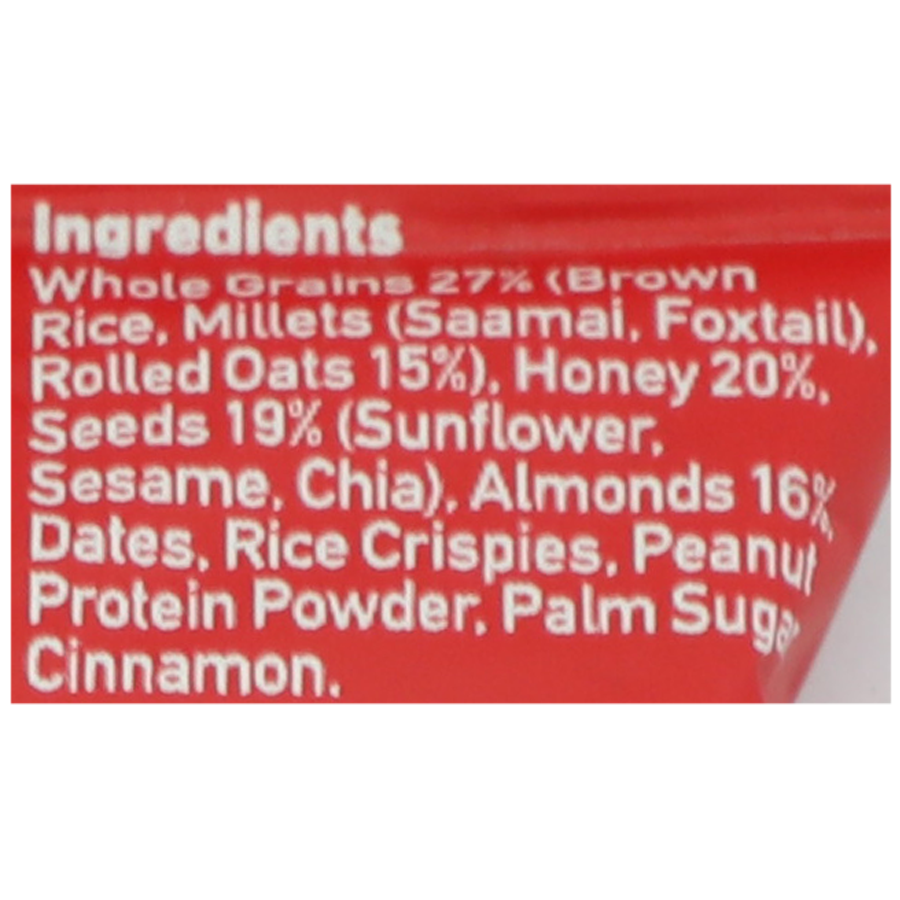 Ingredients
Whole Grains 27% (Brown
Rice, Millets (Saamai, Foxtail),
Rolled Oats 15%), Honey 20%,
Seeds 19% (Sunflower,
Sesame, Chia), Almonds 16%,
Dates, Rice Crispies, Peanut
Protein Powder, Palm Sugar,
Cinnamon.